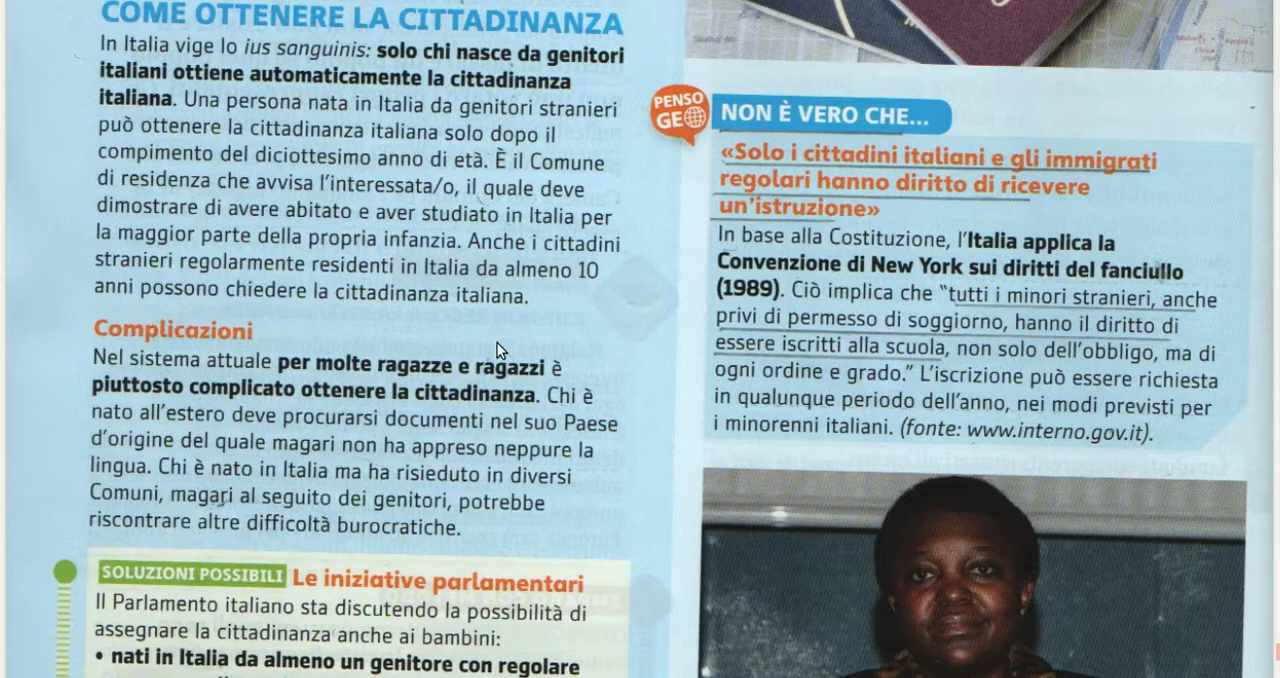 COME OTTENERE LA CITTADINANZA
In Italia vige lo ius sanguinis: solo chi nasce da genitori
italiani ottiene automaticamente la cittadinanza
italiana. Una persona nata in Italia da genitori stranieri
può ottenere la cittadinanza italiana solo dopo il
compimento del diciottesimo anno di età. È il Comune
di residenza che avvisa l'interessata/o, il quale deve
dimostrare di avere abitato e aver studiato in Italia per
la maggior parte della propria infanzia. Anche i cittadini
stranieri regolarmente residenti in Italia da almeno 10
anni possono chiedere la cittadinanza italiana.
Complicazioni
Nel sistema attuale per molte ragazze e ragazzi è
piuttosto complicato ottenere la cittadinanza. Chi è
nato all'estero deve procurarsi documenti nel suo Paese
d'origine del quale magari non ha appreso neppure la
lingua. Chi è nato in Italia ma ha risieduto in diversi
Comuni, magari al seguito dei genitori, potrebbe
riscontrare altre difficoltà burocratiche.
SOLUZIONI POSSIBILI Le iniziative parlamentari
Il Parlamento italiano sta discutendo la possibilità di
assegnare la cittadinanza anche ai bambini:
• nati in Italia da almeno un genitore con regolare
PENSO
GEO
NON È VERO CHE...
«Solo i cittadini italiani e gli immigrati
regolari hanno diritto di ricevere
un'istruzione»
In base alla Costituzione, l'Italia applica la
Convenzione di New York sui diritti del fanciullo
(1989). Ciò implica che “tutti i minori stranieri, anche
privi di permesso di soggiorno, hanno il diritto di
essere iscritti alla scuola, non solo dell'obbligo, ma di
ogni ordine e grado.” L'iscrizione può essere richiesta
in qualunque periodo dell'anno, nei modi previsti per
i minorenni italiani. (fonte: www.interno.gov.it).